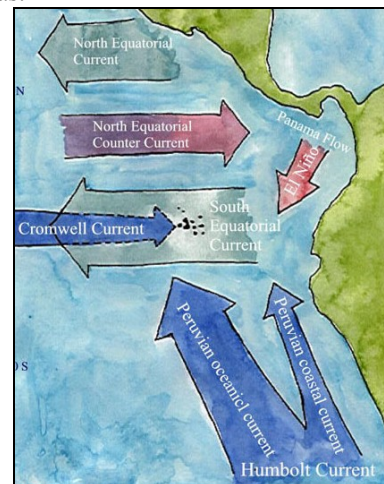 North Equatorial
Current
N
North Equatorial
Counter Current
Panama Flow
El Niño
South
Equatorial
Current
Cromwell Current
Peruvian oceanicl current
Peruvian coastal current
OS
Humbolt Current